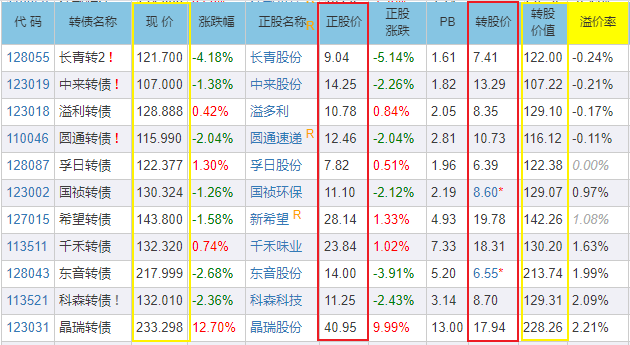 代 码 转债名称 现 价 涨跌幅 正股名称R 正股价 正股涨跌 PB 转股价 转股价值 溢价率
128055 长青转2! 121.700 -4.18% 长青股份 9.04 -5.14% 1.61 7.41 122.00 -0.24%
123019 中来转债! 107.000 -1.38% 中来股份 14.25 -2.26% 1.82 13.29 107.22 -0.21%
123018 溢利转债 128.888 0.42% 溢多利 10.78 0.84% 2.05 8.35 129.10 -0.17%
110046 圆通转债! 115.990 -2.04% 圆通速递R 12.46 -2.04% 2.81 10.73 116.12 -0.11%
128087 孚日转债 122.377 1.30% 孚日股份 7.82 0.51% 1.96 6.39 122.38 0.00%
123002 国祯转债 130.324 -1.26% 国祯环保 11.10 -2.12% 2.19 8.60* 129.07 0.97%
127015 希望转债 143.800 -1.58% 新希望R 28.14 1.33% 4.93 19.78 142.26 1.08%
113511 千禾转债 132.320 0.74% 千禾味业 23.84 1.02% 7.33 18.31 130.20 1.63%
128043 东音转债 217.999 -2.68% 东音股份 14.00 -3.91% 5.20 6.55* 213.74 1.99%
113521 科森转债! 132.010 -2.36% 科森科技 11.25 -2.43% 3.14 8.70 129.31 2.09%
123031 晶瑞转债 233.298 12.70% 晶瑞股份 40.95 9.99% 13.00 17.94 228.26 2.21%